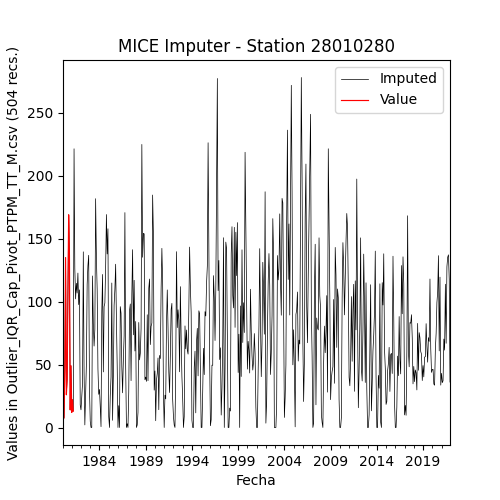 MICE Imputer - Station 28010280
Imputed
Value
Values in Outlier_IQR_Cap_Pivot_PTPM_TT_M.csv (504 recs.)
250
200
150
100
50
0
1984 1989 1994 1999 2004 2009 2014 2019
Fecha